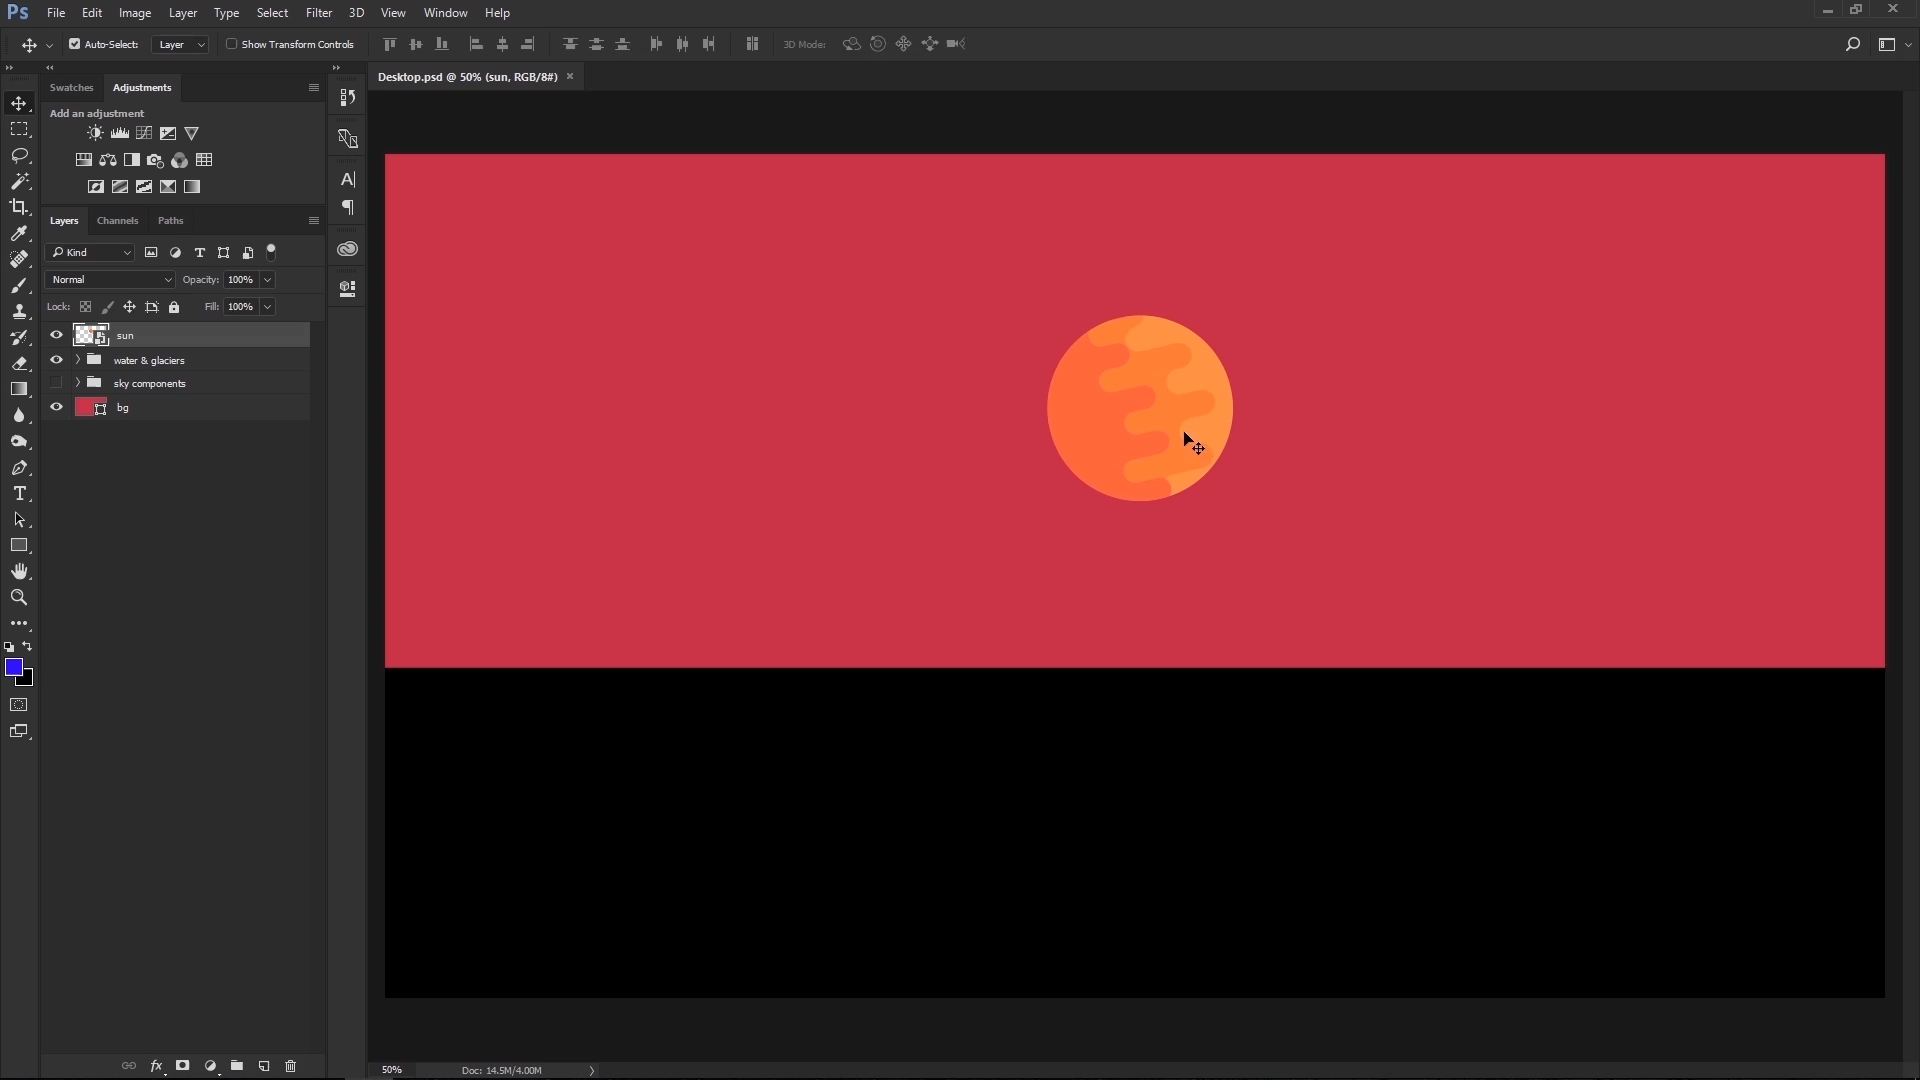 Ps File Edit Image Layer Type Select Filter 3D View Window Help
Auto-Select: Layer Show Transform Controls 3D Mode:
Desktop.psd @ 50% (sun, RGB/8#)
Swatches Adjustments
Add an adjustment
Layers Channels Paths
Kind
Normal Opacity: 100%
Lock: Fill: 100%
sun
water & glaciers
sky components
bg
50% Doc: 14.5M/4.00M